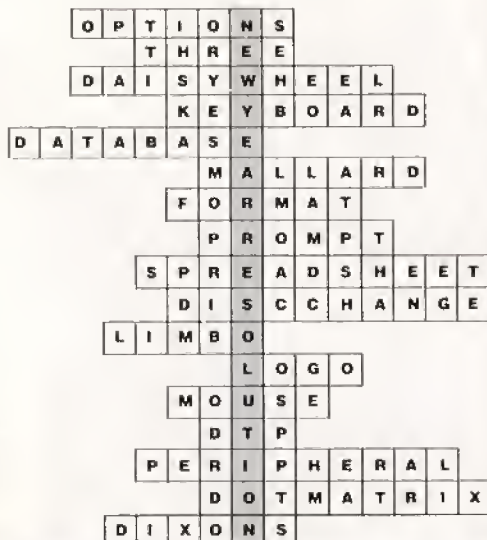 OPTIONS
THREE
DAISYWHEEL
KEYBOARD
DATABASE
MALLARD
FORMAT
PROMPT
SPREADSHEET
DISCCHANGE
LIMBO
LOGO
MOUSE
DTP
PERIPHERAL
DOTMATRIX
DIXONS